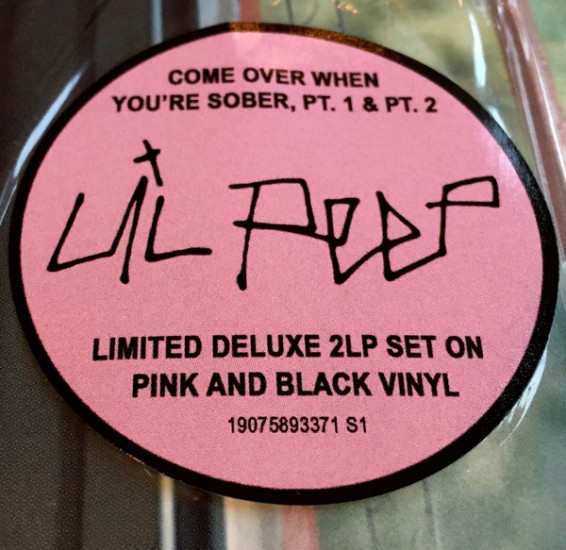 COME OVER WHEN
YOU'RE SOBER, PT. 1 & PT. 2
LiL PEEP
LIMITED DELUXE 2LP SET ON
PINK AND BLACK VINYL
19075893371 S1